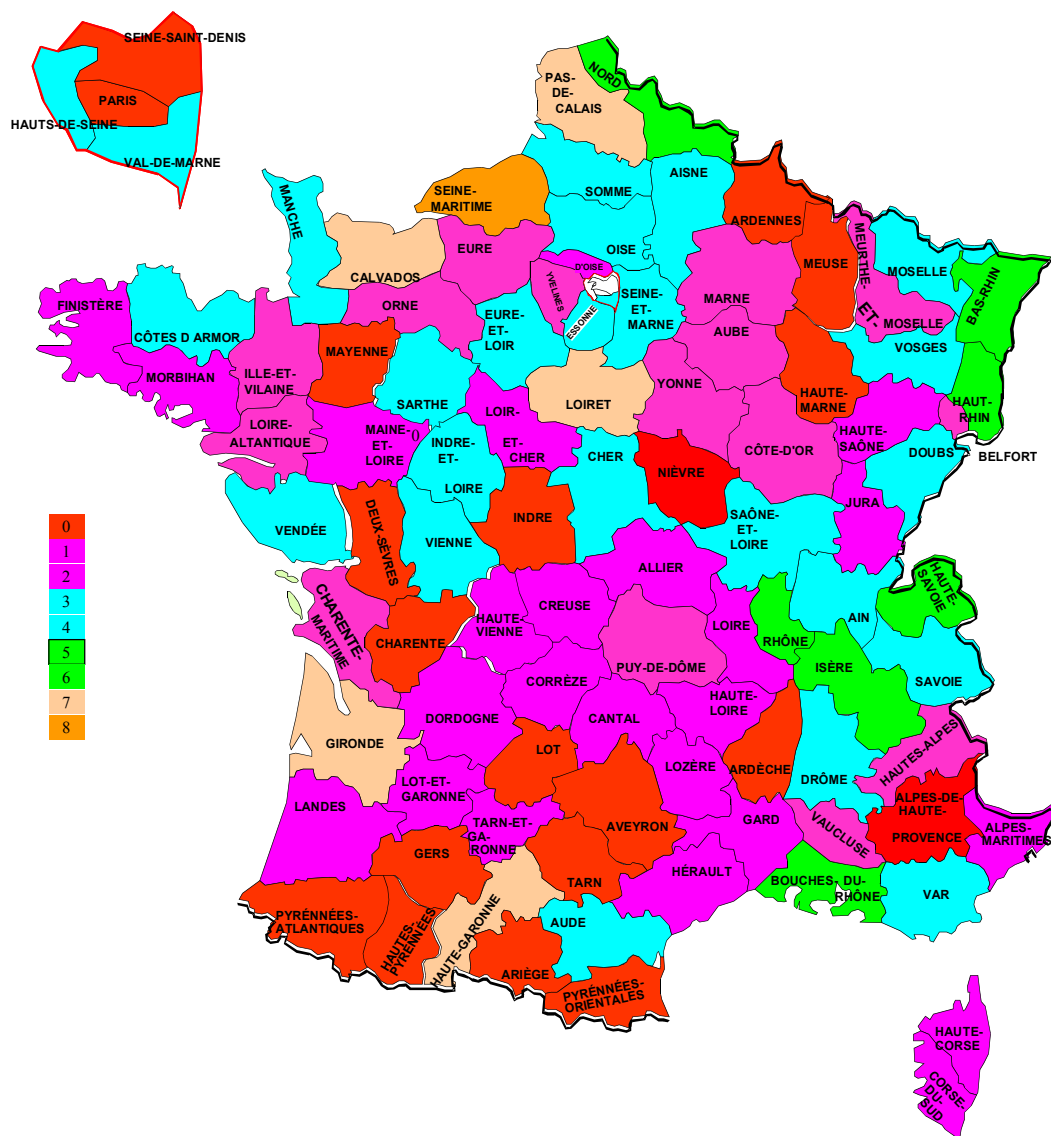 SEINE-SAINT-DENIS
PARIS
HAUTS-DE-SEINE
VAL-DE-MARNE
NORD
PAS-
DE-
CALAIS
AISNE
SOMME
SEINE-
MARITIME
ARDENNES
MANCHE
OISE
EURE
MEUSE
MEURTHE-
ET-
MOSELLE
MOSELLE
BAS-RHIN
CALVADOS
D'OISE
YVELINES
ESSONNE
SEINE-
ET-
MARNE
MARNE
FINISTÈRE
ORNE
EURE-
ET-
LOIR
AUBE
VOSGES
CÔTES D ARMOR
MAYENNE
MORBIHAN
ILLE-ET-
VILAINE
YONNE
HAUTE-
MARNE
HAUT-
RHIN
SARTHE
LOIR-
ET-
CHER
LOIRET
LOIRE-
ALTANTIQUE
MAINE-
ET-
LOIRE
0
INDRE-
ET-
LOIRE
CHER
NIÈVRE
CÔTE-D'OR
HAUTE-
SAÔNE
DOUBS
BELFORT
JURA
VENDÉE
DEUX-SÈVRES
VIENNE
INDRE
SAÔNE-
ET-
LOIRE
0
1
2
3
4
5
6
7
8
ALLIER
HAUTE-
SAVOIE
CHARENTE-
MARITIME
CHARENTE
HAUTE-
VIENNE
CREUSE
LOIRE
RHÔNE
AIN
PUY-DE-DÔME
ISÈRE
SAVOIE
CORRÈZE
DORDOGNE
CANTAL
HAUTE-
LOIRE
GIRONDE
LOT
LOZÈRE
ARDÈCHE
DRÔME
HAUTES-ALPES
LANDES
LOT-ET-
GARONNE
TARN-ET-
GA-
RONNE
AVEYRON
GARD
VAUCLUSE
ALPES-DE-
HAUTE-
PROVENCE
ALPES-
MARITIMES
GERS
TARN
HÉRAULT
BOUCHES- DU-
RHÔNE
VAR
PYRÉNNÉES-
ATLANTIQUES
HAUTES-
PYRENNÉES
HAUTE-GARONNE
AUDE
ARIÈGE
PYRÉNNÉES-
ORIENTALES
HAUTE-
CORSE
CORSE-
DU-
SUD